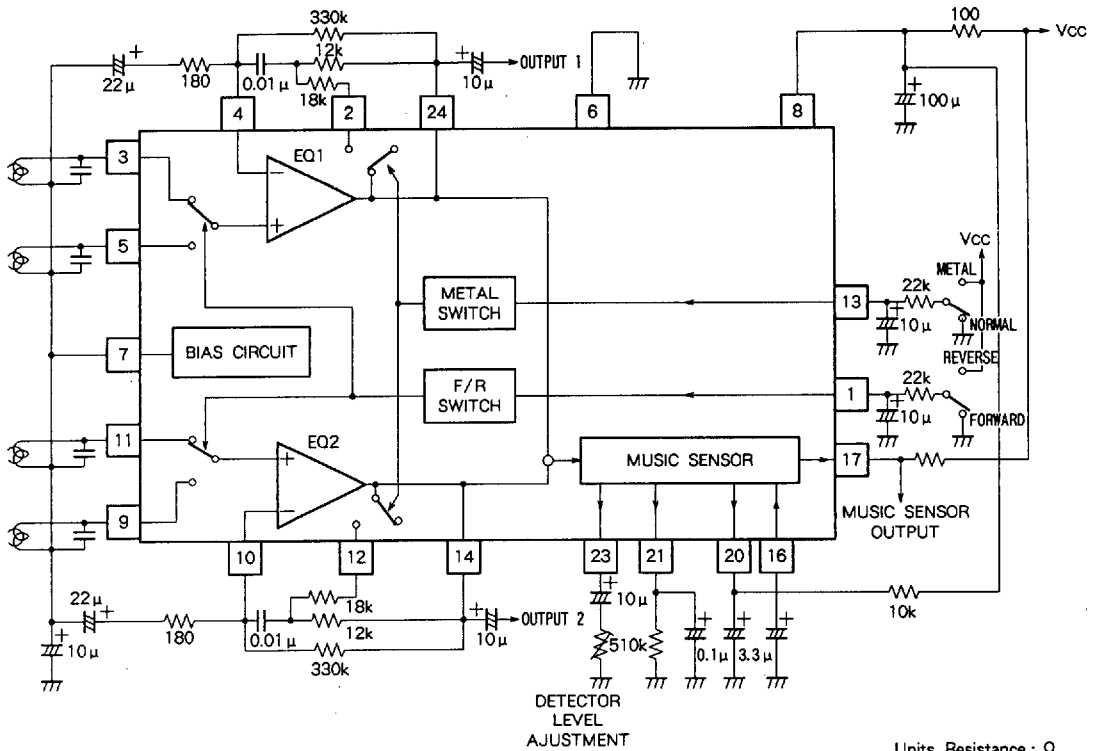 330k
100
VCC
12k
OUTPUT 1
22μ
180
0.01μ
10μ
18k
100μ
4
2
24
6
8
3
EQ1
5
VCC
METAL
METAL
SWITCH
13
22k
NORMAL
10μ
7
BIAS CIRCUIT
REVERSE
F/R
SWITCH
1
22k
FORWARD
10μ
11
EQ2
MUSIC SENSOR
17
9
MUSIC SENSOR
OUTPUT
10
12
14
23
21
20
16
22μ
18k
10μ
10k
180
0.01μ
12k
10μ
OUTPUT 2
510k
0.1μ
3.3μ
10μ
330k
DETECTOR
LEVEL
AJUSTMENT
Units Resistance : Ω